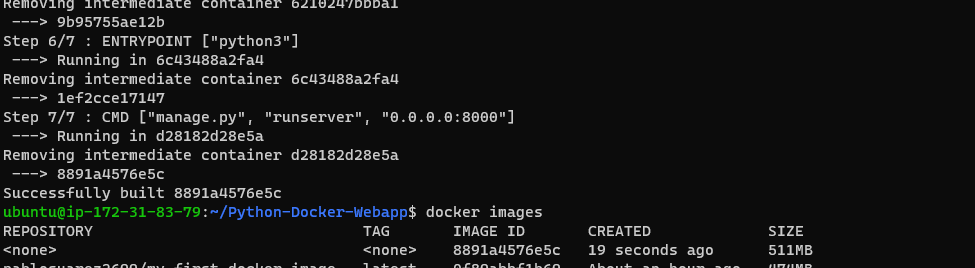 Removing intermediate container 6210247bbba1
 ---> 9b95755ae12b
Step 6/7 : ENTRYPOINT ["python3"]
 ---> Running in 6c43488a2fa4
Removing intermediate container 6c43488a2fa4
 ---> 1ef2cce17147
Step 7/7 : CMD ["manage.py", "runserver", "0.0.0.0:8000"]
 ---> Running in d28182d28e5a
Removing intermediate container d28182d28e5a
 ---> 8891a4576e5c
Successfully built 8891a4576e5c
ubuntu@ip-172-31-83-79:~/Python-Docker-Webapp$ docker images
REPOSITORY TAG IMAGE ID CREATED SIZE
<none> <none> 8891a4576e5c 19 seconds ago 511MB
latest About an hour ago